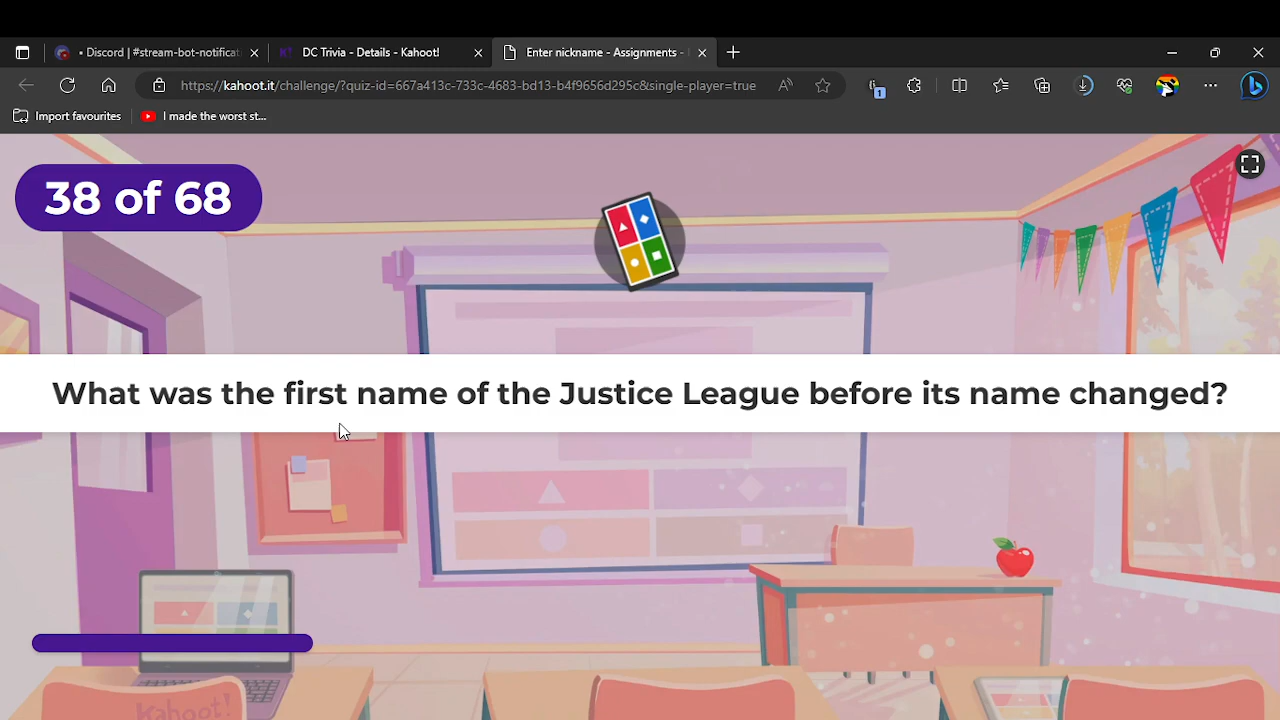 Discord | #stream-bot-notificat
DC Trivia - Details - Kahoot!
Enter nickname - Assignments -
https://kahoot.it/challenge/?quiz-id=667a413c-733c-4683-bd13-b4f9656d295c&single-player=true
1
Import favourites
I made the worst st...
38 of 68
What was the first name of the Justice League before its name changed?
Kahoot!